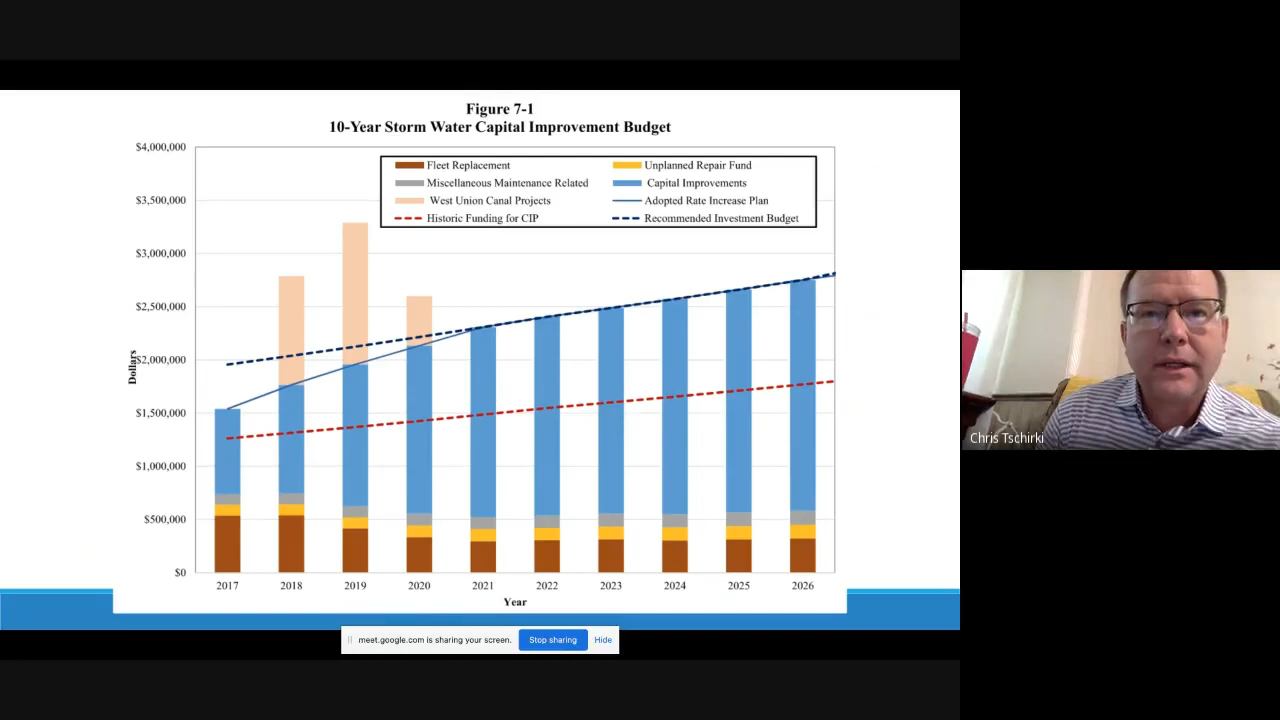 Figure 7-1
10-Year Storm Water Capital Improvement Budget
$4,000,000
$3,500,000
$3,000,000
$2,500,000
$2,000,000
$1,500,000
$1,000,000
$500,000
$0
Dollars
Fleet Replacement
Unplanned Repair Fund
Miscellaneous Maintenance Related
Capital Improvements
West Union Canal Projects
Adopted Rate Increase Plan
Historic Funding for CIP
Recommended Investment Budget
2017 2018 2019 2020 2021 2022 2023 2024 2025 2026
Year
meet.google.com is sharing your screen. Stop sharing Hide
Chris Tschirki